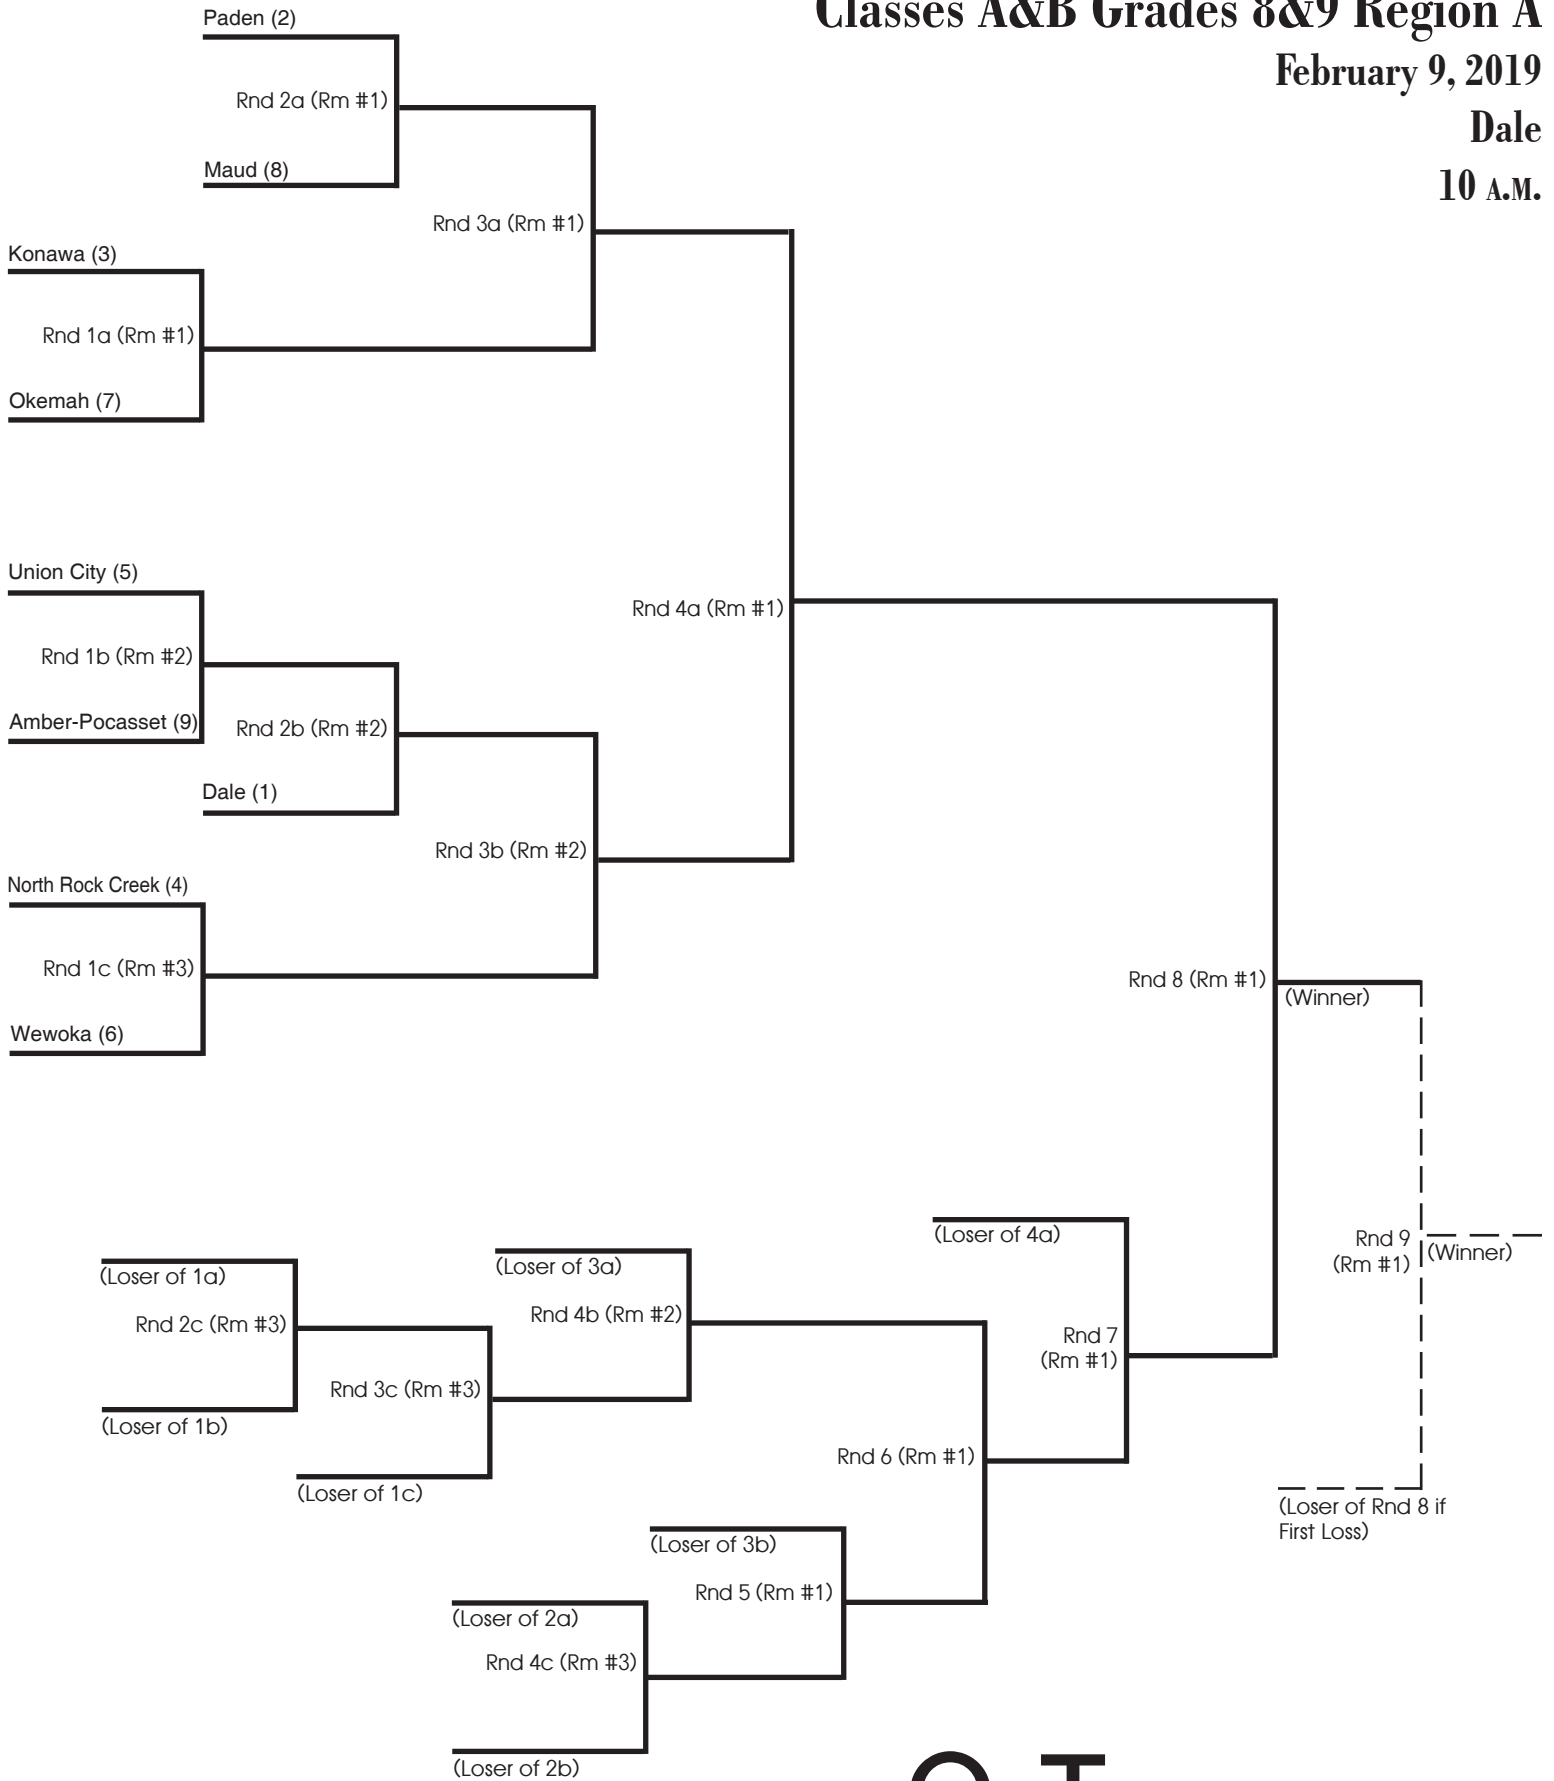 Classes A&B Grades 8&9 Region A
February 9, 2019
Dale
10 A.M.
Paden (2)
Rnd 2a (Rm #1)
Maud (8)
Rnd 3a (Rm #1)
Konawa (3)
Rnd 1a (Rm #1)
Okemah (7)
Union City (5)
Rnd 4a (Rm #1)
Rnd 1b (Rm #2)
Amber-Pocasset (9)
Rnd 2b (Rm #2)
Dale (1)
Rnd 3b (Rm #2)
North Rock Creek (4)
Rnd 1c (Rm #3)
Wewoka (6)
Rnd 8 (Rm #1)
(Winner)
(Loser of 4a)
Rnd 9
(Rm #1)
(Winner)
(Loser of 1a)
(Loser of 3a)
Rnd 2c (Rm #3)
Rnd 4b (Rm #2)
Rnd 7
(Rm #1)
Rnd 3c (Rm #3)
(Loser of 1b)
Rnd 6 (Rm #1)
(Loser of 1c)
(Loser of Rnd 8 if
First Loss)
(Loser of 3b)
Rnd 5 (Rm #1)
(Loser of 2a)
Rnd 4c (Rm #3)
(Loser of 2b)